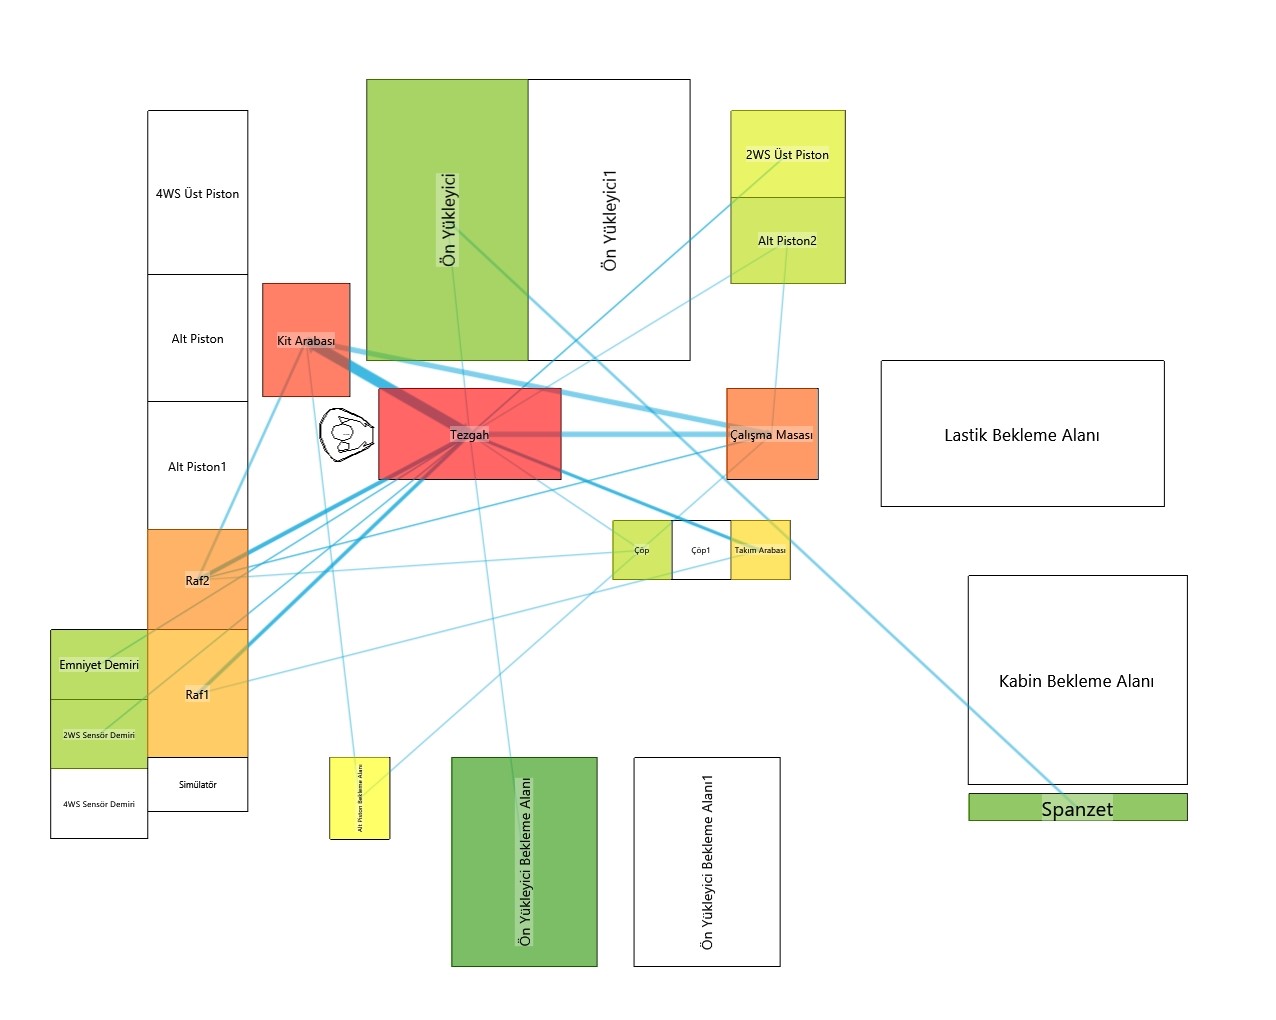 4WS Üst Piston
Ön Yükleyici
Ön Yükleyici1
2WS Üst Piston
Alt Piston2
Alt Piston
Kit Arabası
Alt Piston1
Tezgah
Çalışma Masası
Lastik Bekleme Alanı
Raf2
Çöp
Çöp1
Takım Arabası
Emniyet Demiri
Raf1
Kabin Bekleme Alanı
2WS Sensör Demiri
Simülatör
4WS Sensör Demiri
Alt Piston Bekleme Alanı
Ön Yükleyici Bekleme Alanı
Ön Yükleyici Bekleme Alanı1
Spanzet